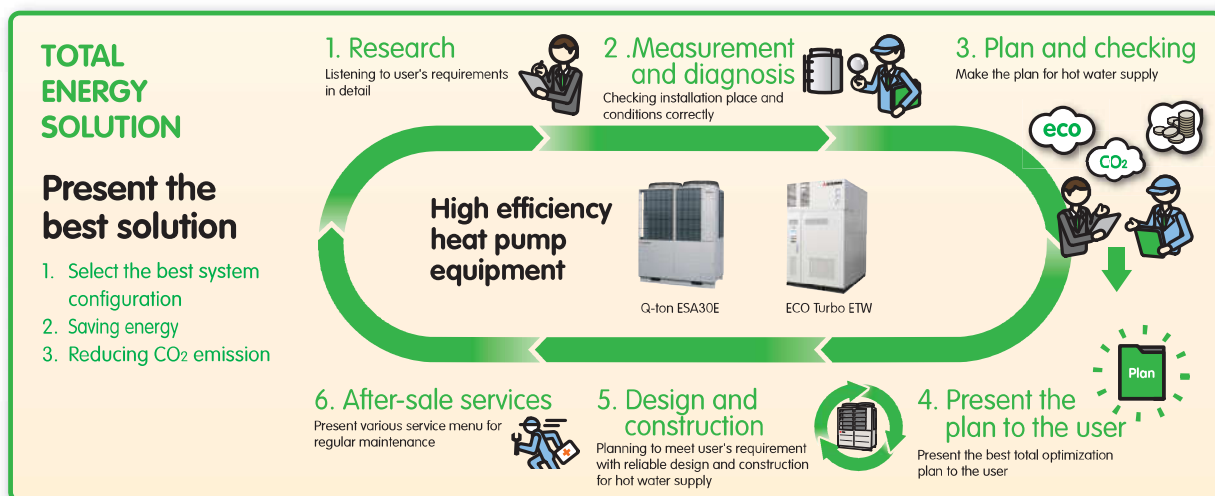 TOTAL
ENERGY
SOLUTION
Present the
best solution
1. Select the best system
configuration
2. Saving energy
3. Reducing CO2 emission
1. Research
Listening to user's requirements
in detail
2 .Measurement
and diagnosis
Checking installation place and
conditions correctly
3. Plan and checking
Make the plan for hot water supply
eco
CO2
High efficiency
heat pump
equipment
Q-ton ESA30E
ECO Turbo ETW
Plan
4. Present the
plan to the user
Present the best total optimization
plan to the user
5. Design and
construction
Planning to meet user's requirement
with reliable design and construction
for hot water supply
6. After-sale services
Present various service menu for
regular maintenance